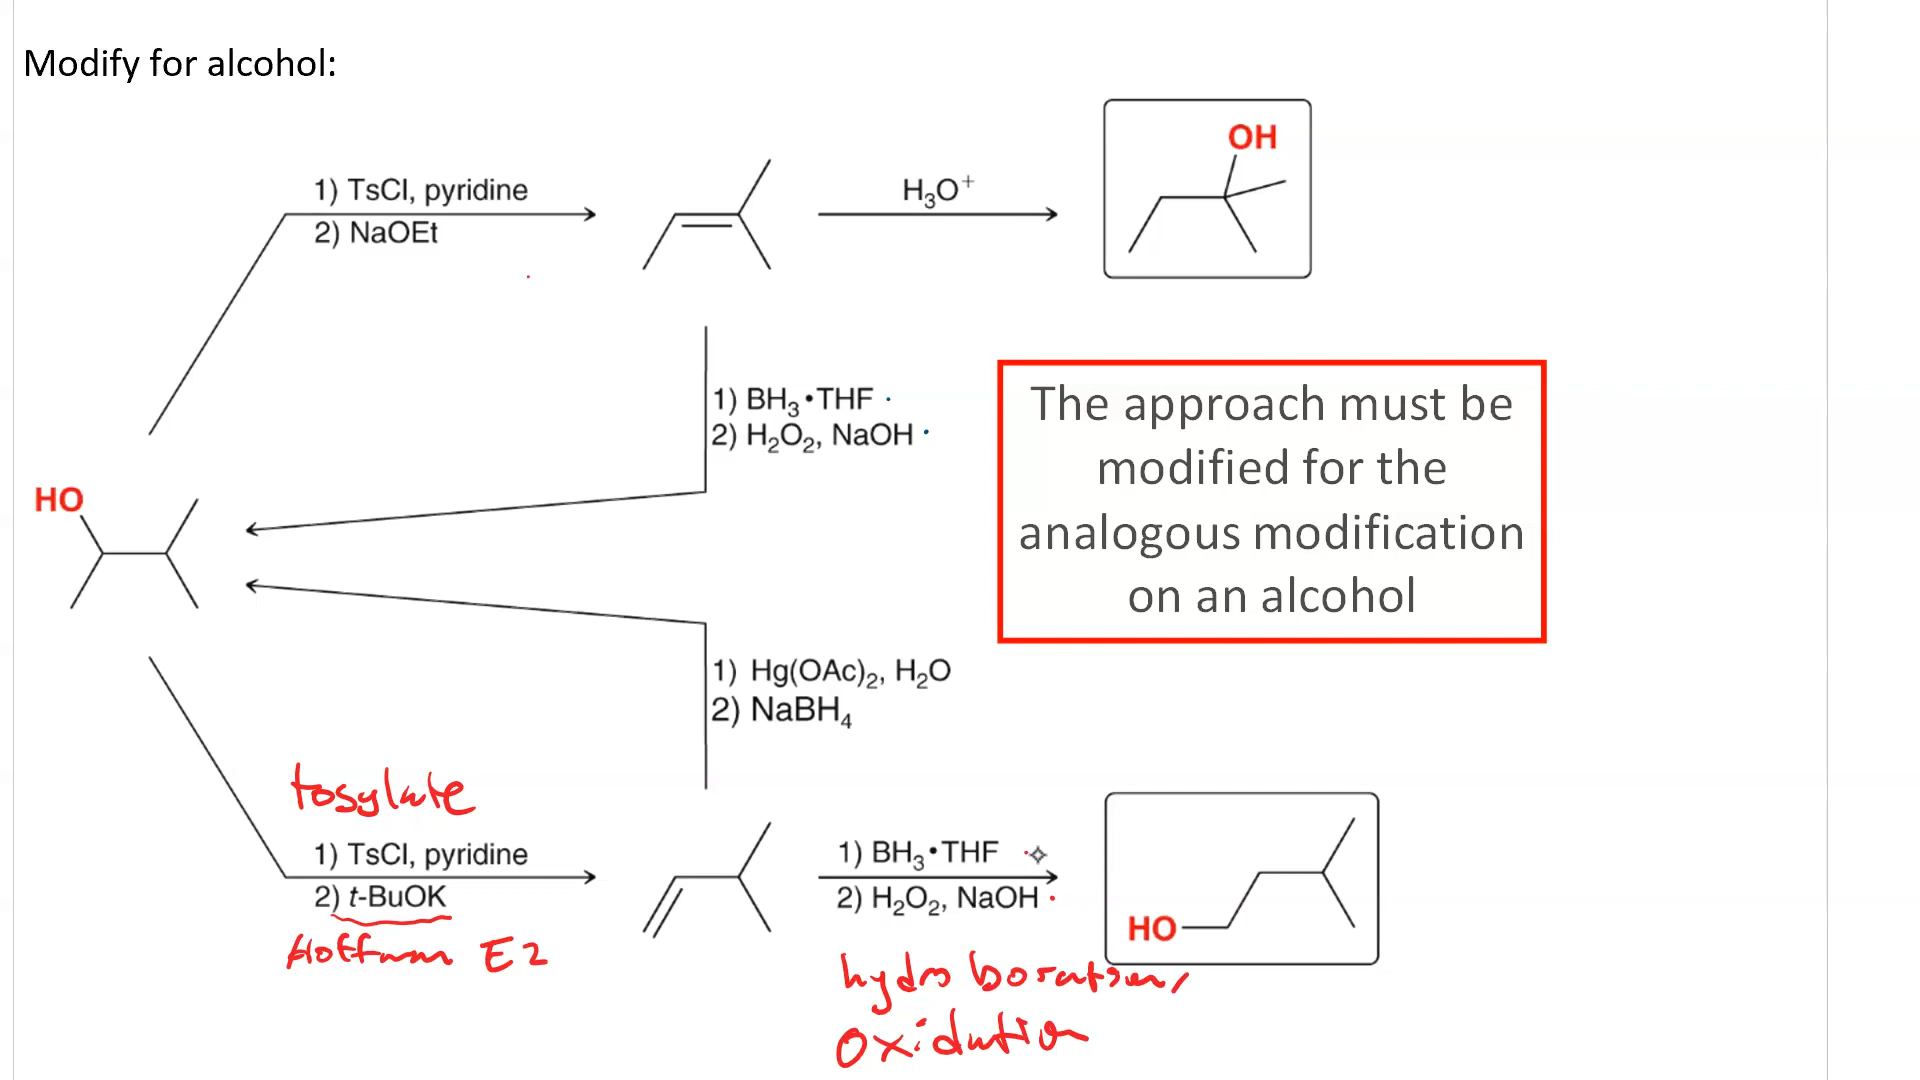 Modify for alcohol:
1) TsCl, pyridine
2) NaOEt
H₃O⁺
OH
1) BH₃•THF
2) H₂O₂, NaOH
The approach must be
modified for the
analogous modification
on an alcohol
HO
1) Hg(OAc)₂, H₂O
2) NaBH₄
tosylate
1) TsCl, pyridine
2) t-BuOK
Hoffman E2
1) BH₃•THF
2) H₂O₂, NaOH
HO
hydroboration,
oxidation